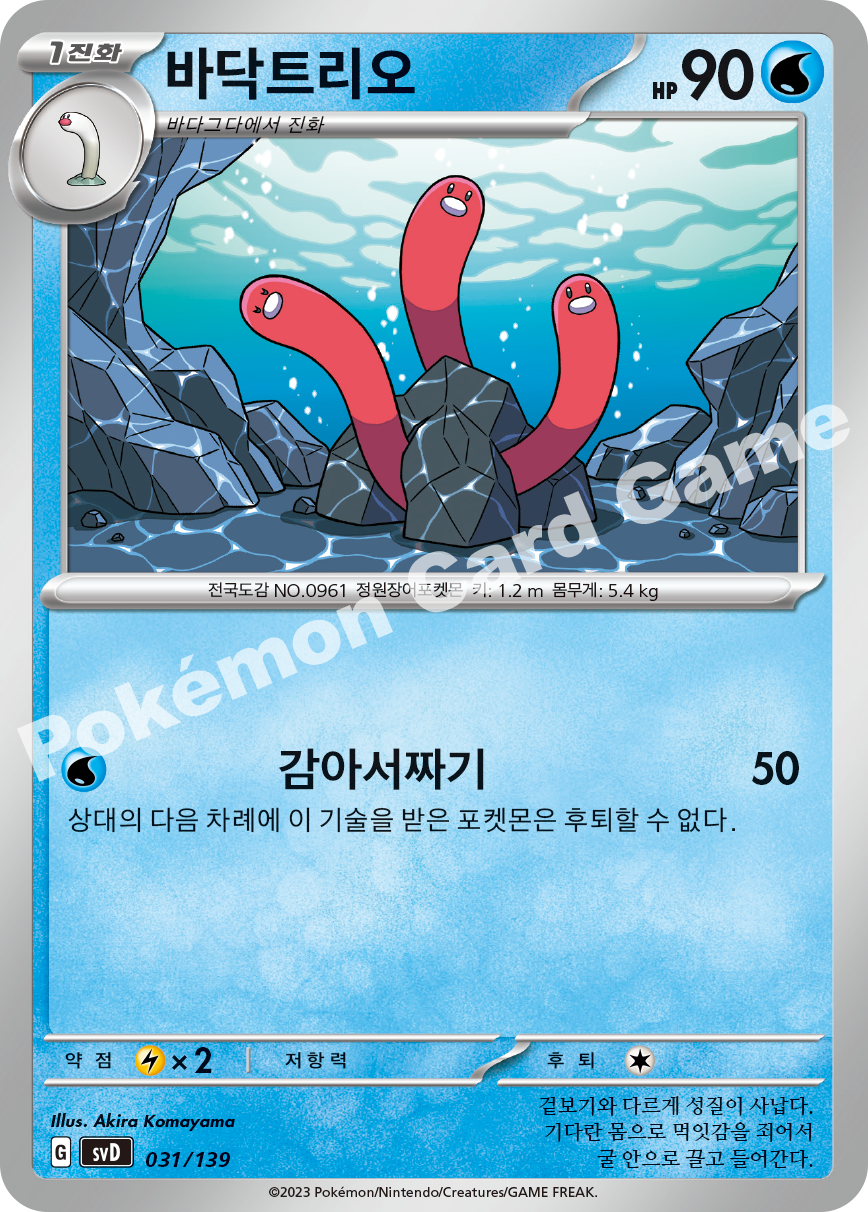 1진화
바닥트리오
HP 90
바다그다에서 진화
전국도감 NO.0961 정원장어포켓몬 키: 1.2 m 몸무게: 5.4 kg
Pokémon Card Game
감아서짜기 50
상대의 다음 차례에 이 기술을 받은 포켓몬은 후퇴할 수 없다.
약점 ×2 저항력 후퇴
겉보기와 다르게 성질이 사납다.
기다란 몸으로 먹잇감을 죄어서
굴 안으로 끌고 들어간다.
Illus. Akira Komayama
G svD 031/139
©2023 Pokémon/Nintendo/Creatures/GAME FREAK.